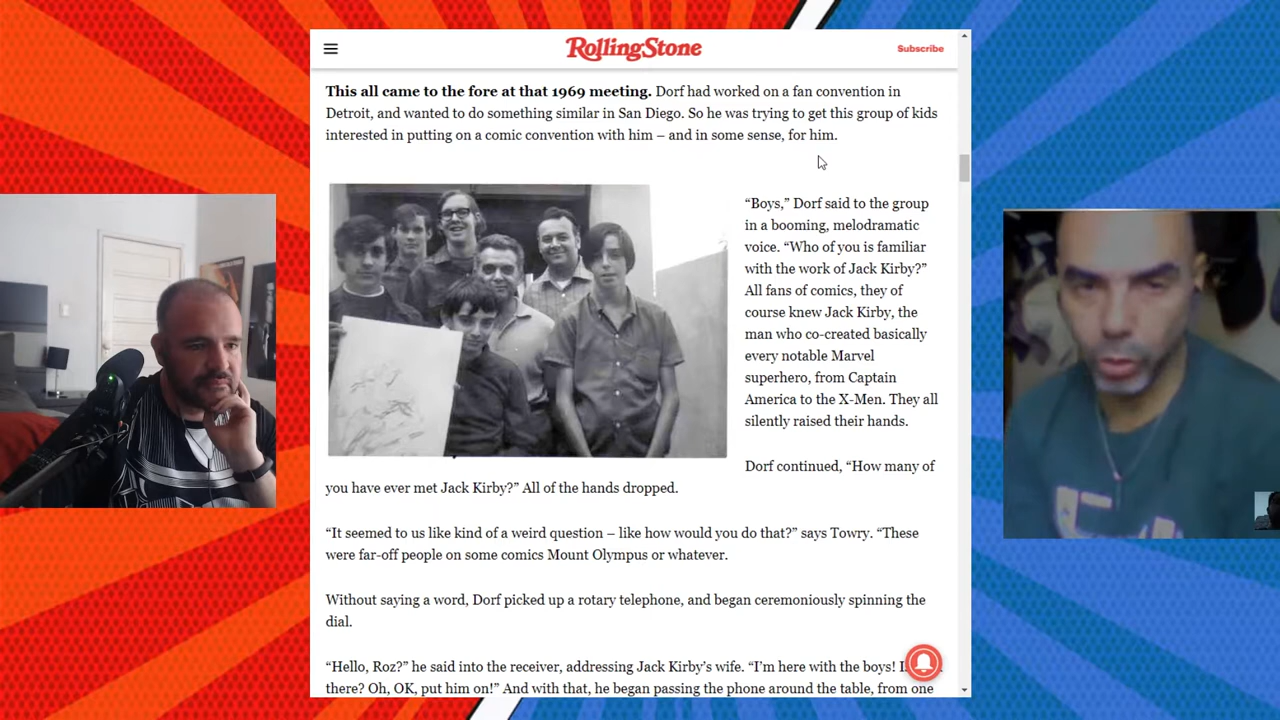 RollingStone
Subscribe
This all came to the fore at that 1969 meeting. Dorf had worked on a fan convention in
Detroit, and wanted to do something similar in San Diego. So he was trying to get this group of kids
interested in putting on a comic convention with him – and in some sense, for him.
“Boys,” Dorf said to the group
in a booming, melodramatic
voice. “Who of you is familiar
with the work of Jack Kirby?”
All fans of comics, they of
course knew Jack Kirby, the
man who co-created basically
every notable Marvel
superhero, from Captain
America to the X-Men. They all
silently raised their hands.
Dorf continued, “How many of
you have ever met Jack Kirby?” All of the hands dropped.
“It seemed to us like kind of a weird question – like how would you do that?” says Towry. “These
were far-off people on some comics Mount Olympus or whatever.
Without saying a word, Dorf picked up a rotary telephone, and began ceremoniously spinning the
dial.
“Hello, Roz?” he said into the receiver, addressing Jack Kirby’s wife. “I’m here with the boys!
there? Oh, OK, put him on!” And with that, he began passing the phone around the table, from one